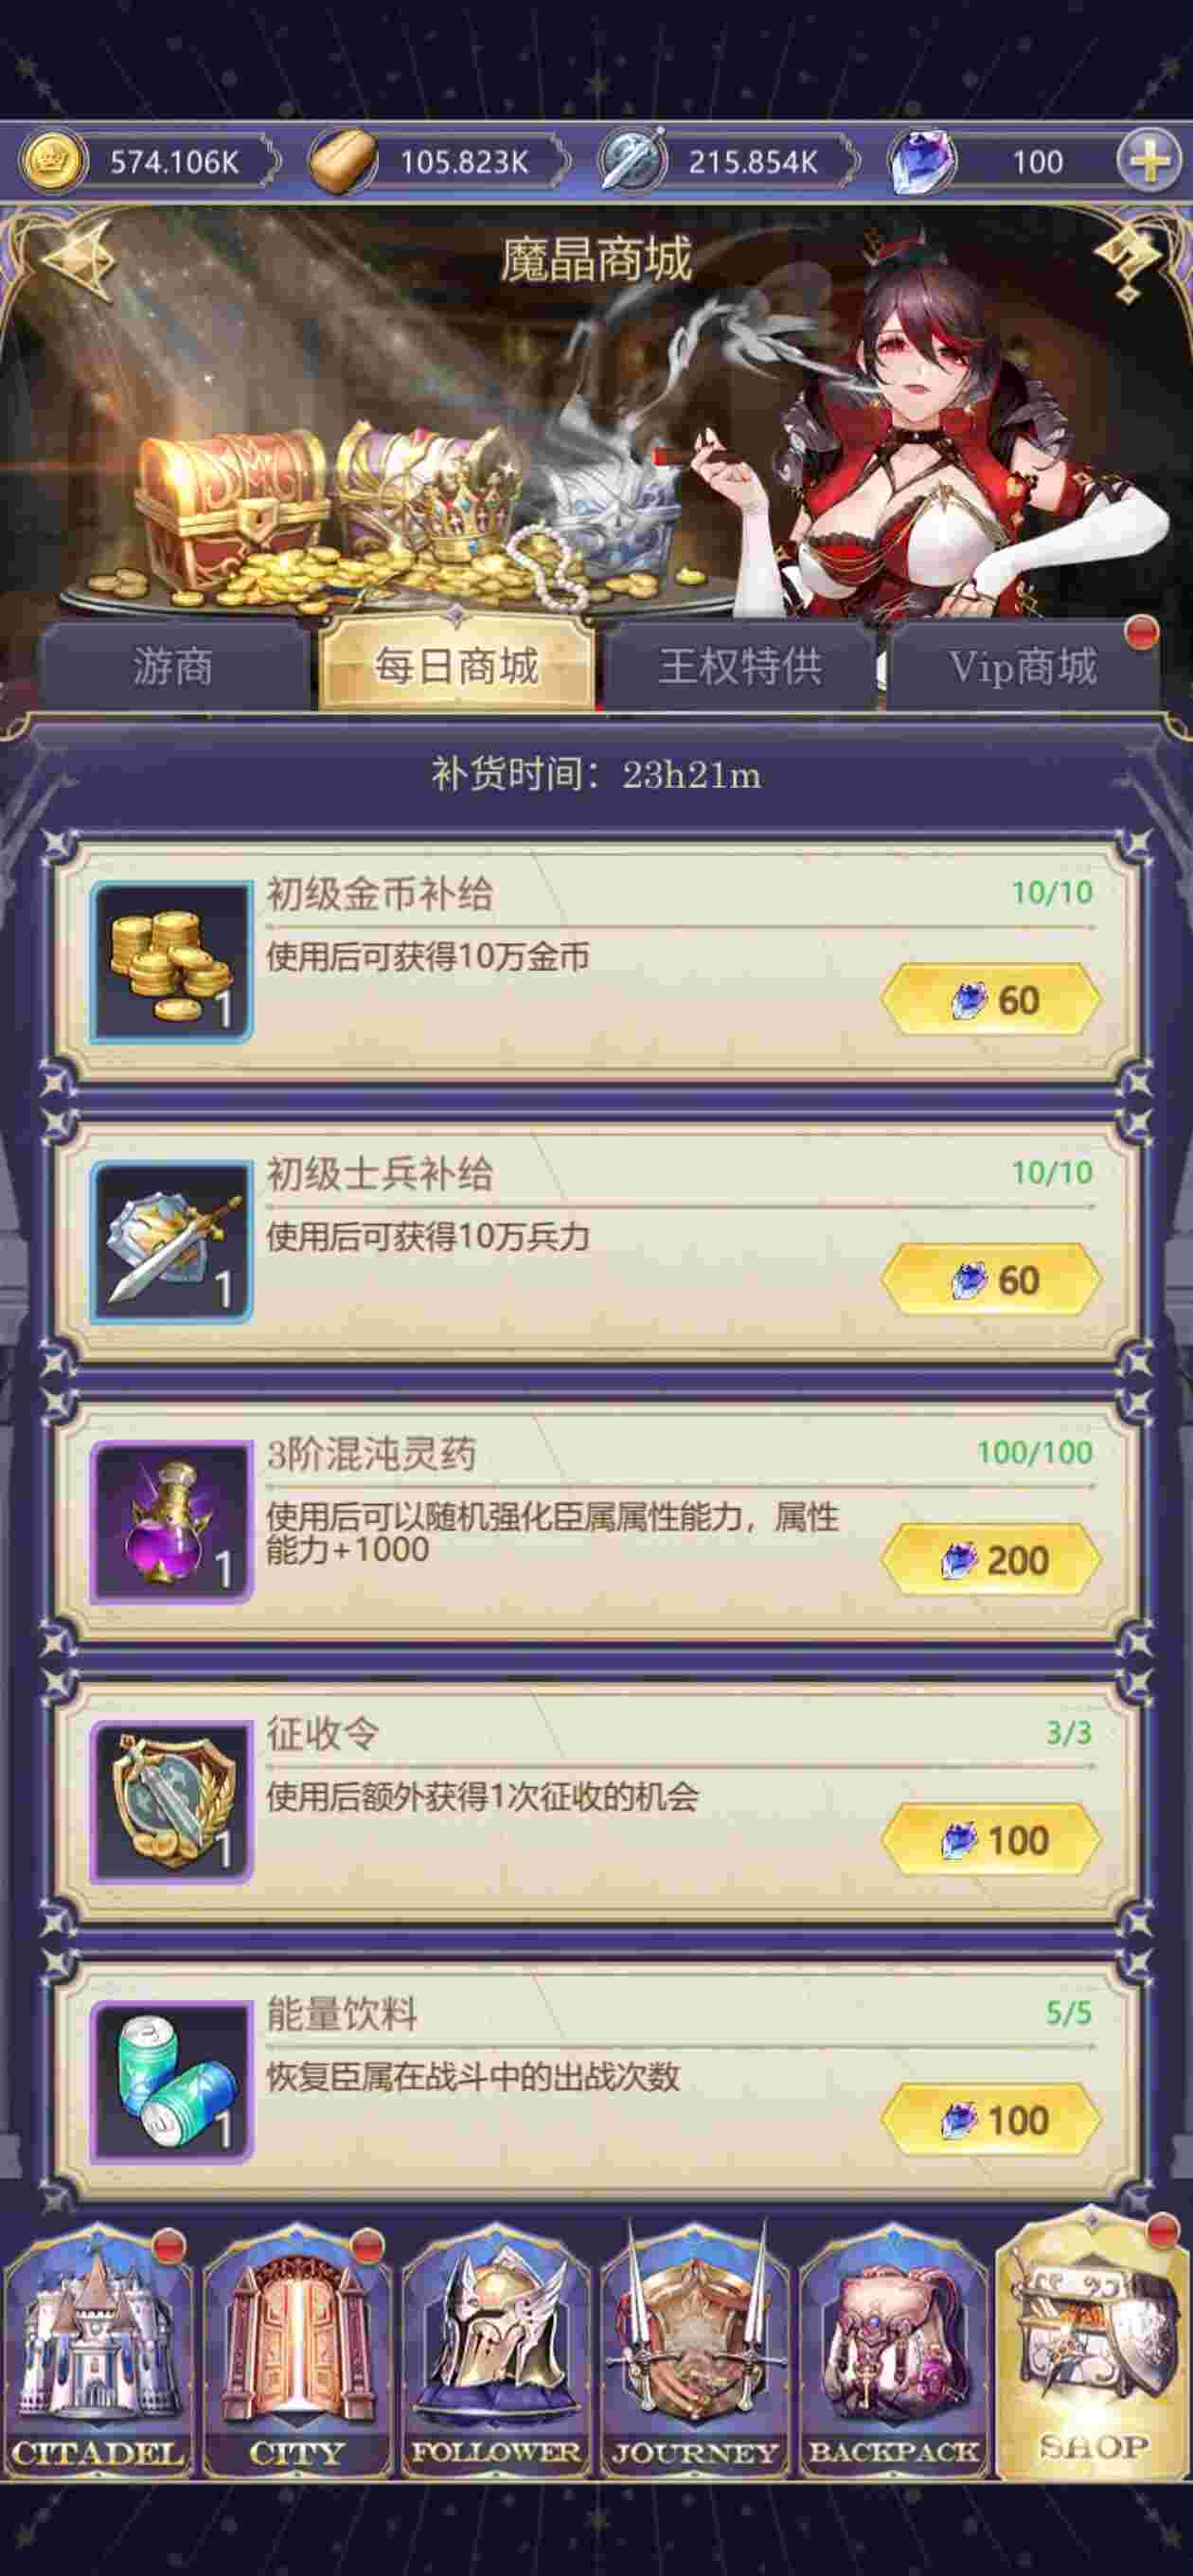 574.106K
105.823K
215.854K
100
魔晶商城
游商
每日商城
王权特供
Vip商城
补货时间：23h21m
初级金币补给
10/10
使用后可获得10万金币
1
60
初级士兵补给
10/10
使用后可获得10万兵力
1
60
3阶混沌灵药
100/100
使用后可以随机强化臣属属性能力，属性
能力+1000
1
200
征收令
3/3
使用后额外获得1次征收的机会
1
100
能量饮料
5/5
恢复臣属在战斗中的出战次数
1
100
CITADEL
CITY
FOLLOWER
JOURNEY
BACKPACK
SHOP